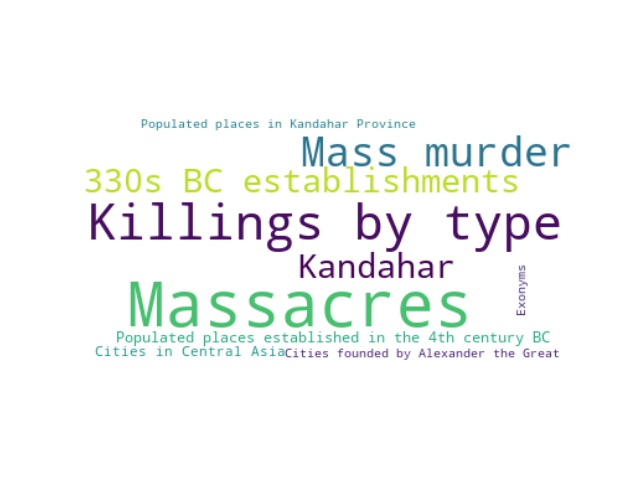 Populated places in Kandahar Province
Mass murder
330s BC establishments
Killings by type
Kandahar
Exonyms
Massacres
Populated places established in the 4th century BC
Cities in Central Asia
Cities founded by Alexander the Great